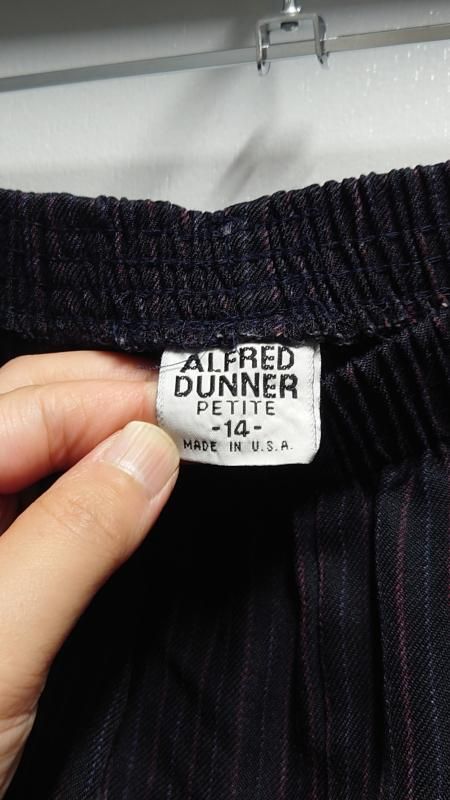 ALFRED
DUNNER
PETITE
-14-
MADE IN U.S.A.